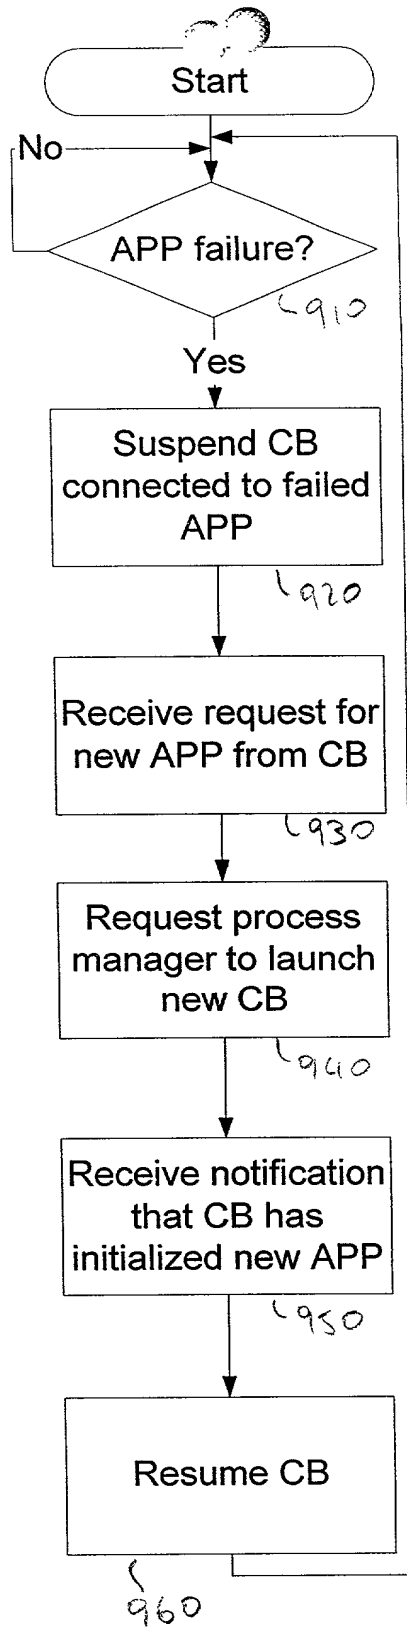 Start
No
APP failure?
910
Yes
Suspend CB
connected to failed
APP
920
Receive request for
new APP from CB
930
Request process
manager to launch
new CB
940
Receive notification
that CB has
initialized new APP
950
Resume CB
960